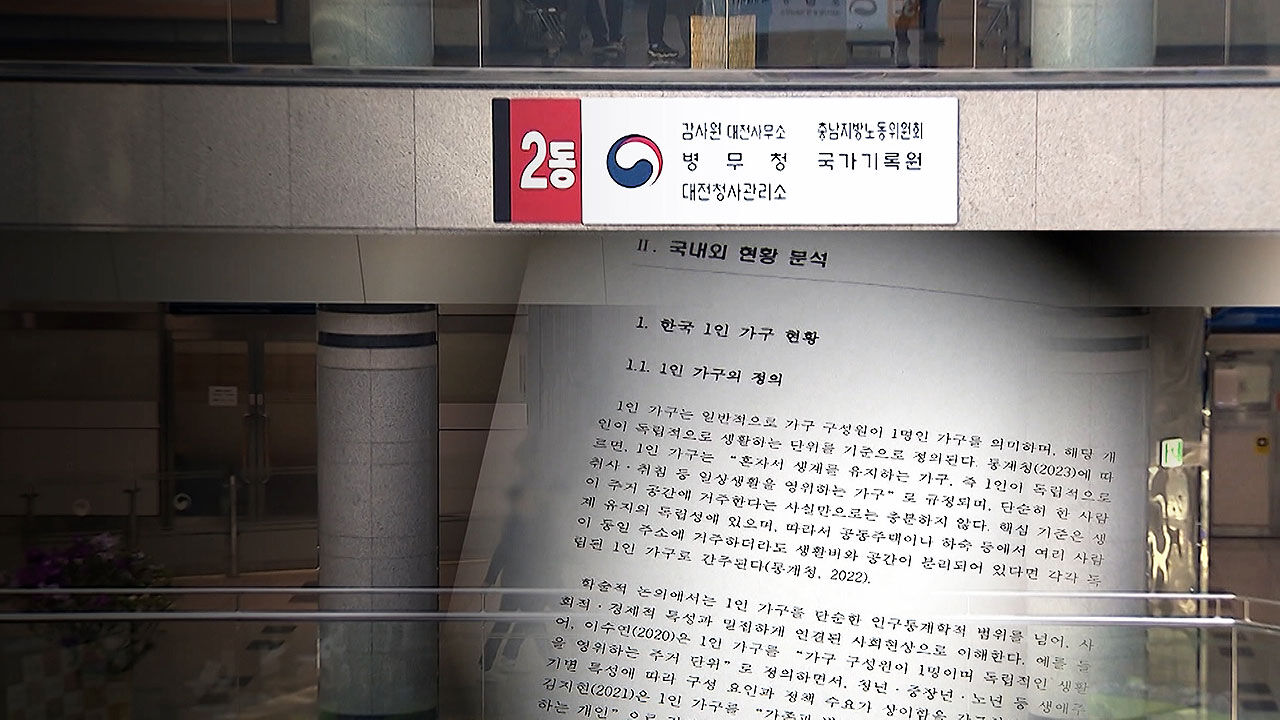 2동
감사원 대전사무소 충남지방노동위원회
병 무 청 국가기록원
대전청사관리소
II. 국내외 현황 분석
1. 한국 1인 가구 현황
1.1. 1인 가구의 정의
1인 가구는 일반적으로 가구 구성원이 1명인 가구를 의미하며, 해당 개
인이 독립적으로 생활하는 단위를 기준으로 정의된다. 통계청(2023)에 따
르면, 1인 가구는 “혼자서 생계를 유지하는 가구, 즉 1인이 독립적으로
취사·취침 등 일상생활을 영위하는 가구”로 규정되며, 단순히 한 사람
이 주거 공간에 거주한다는 사실만으로는 충분하지 않다. 핵심 기준은 생
계 유지의 독립성에 있으며, 따라서 공동주택이나 하숙 등에서 여러 사람
이 동일 주소에 거주하더라도 생활비와 공간이 분리되어 있다면 각각 독
립된 1인 가구로 간주된다(통계청, 2022).
학술적 논의에서는 1인 가구를 단순한 인구통계학적 범위를 넘어, 사
회적·경제적 특성과 밀접하게 연결된 사회현상으로 이해한다. 예를 들
어, 이수연(2020)은 1인 가구를 “가구 구성원이 1명이며 독립적인 생활
을 영위하는 주거 단위”로 정의하면서, 청년·중장년·노년 등 생애주
기별 특성에 따라 구성 요인과 정책 수요가 상이함을
김지현(2021)은 1인 가구를 “가족과
하는 개인”으로